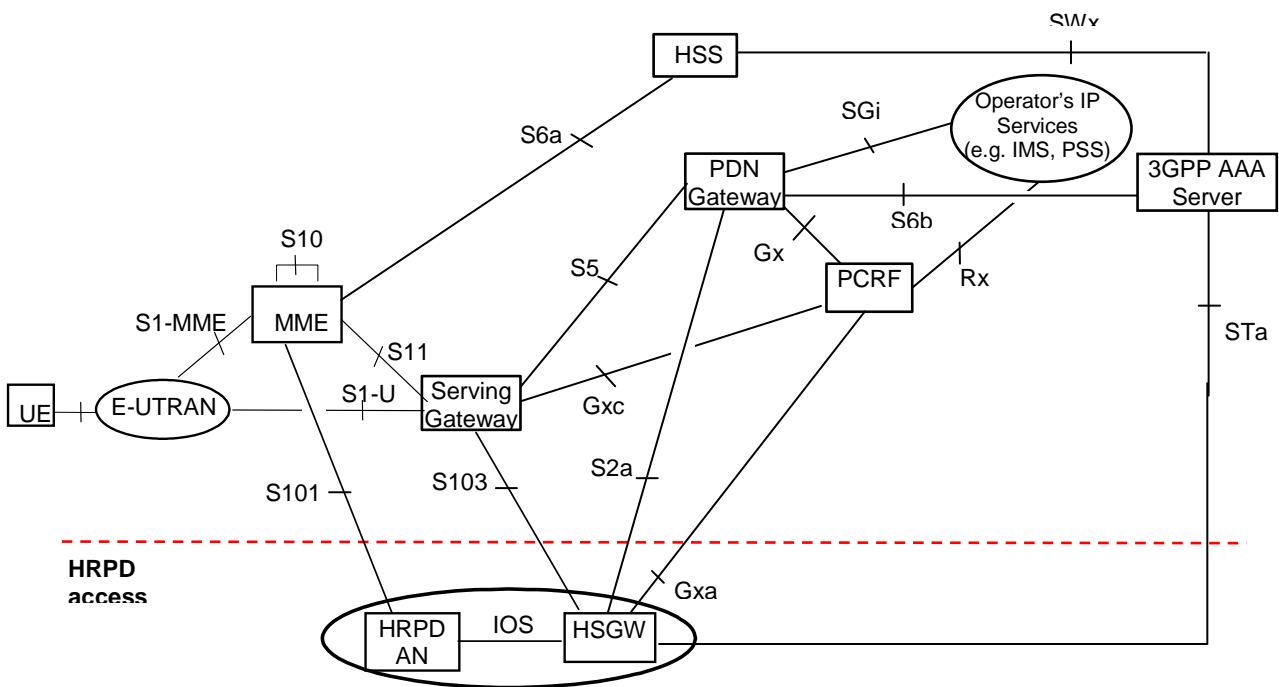 SWx
HSS
Operator's IP
Services
(e.g. IMS, PSS)
SGi
S6a
PDN
Gateway
3GPP AAA
Server
S6b
S10
Gx
S5
PCRF
Rx
S1-MME
MME
STa
S11
S1-U
Serving
Gateway
Gxc
UE
E-UTRAN
S2a
S101
S103
HRPD
access
Gxa
IOS
HRPD
AN
HSGW